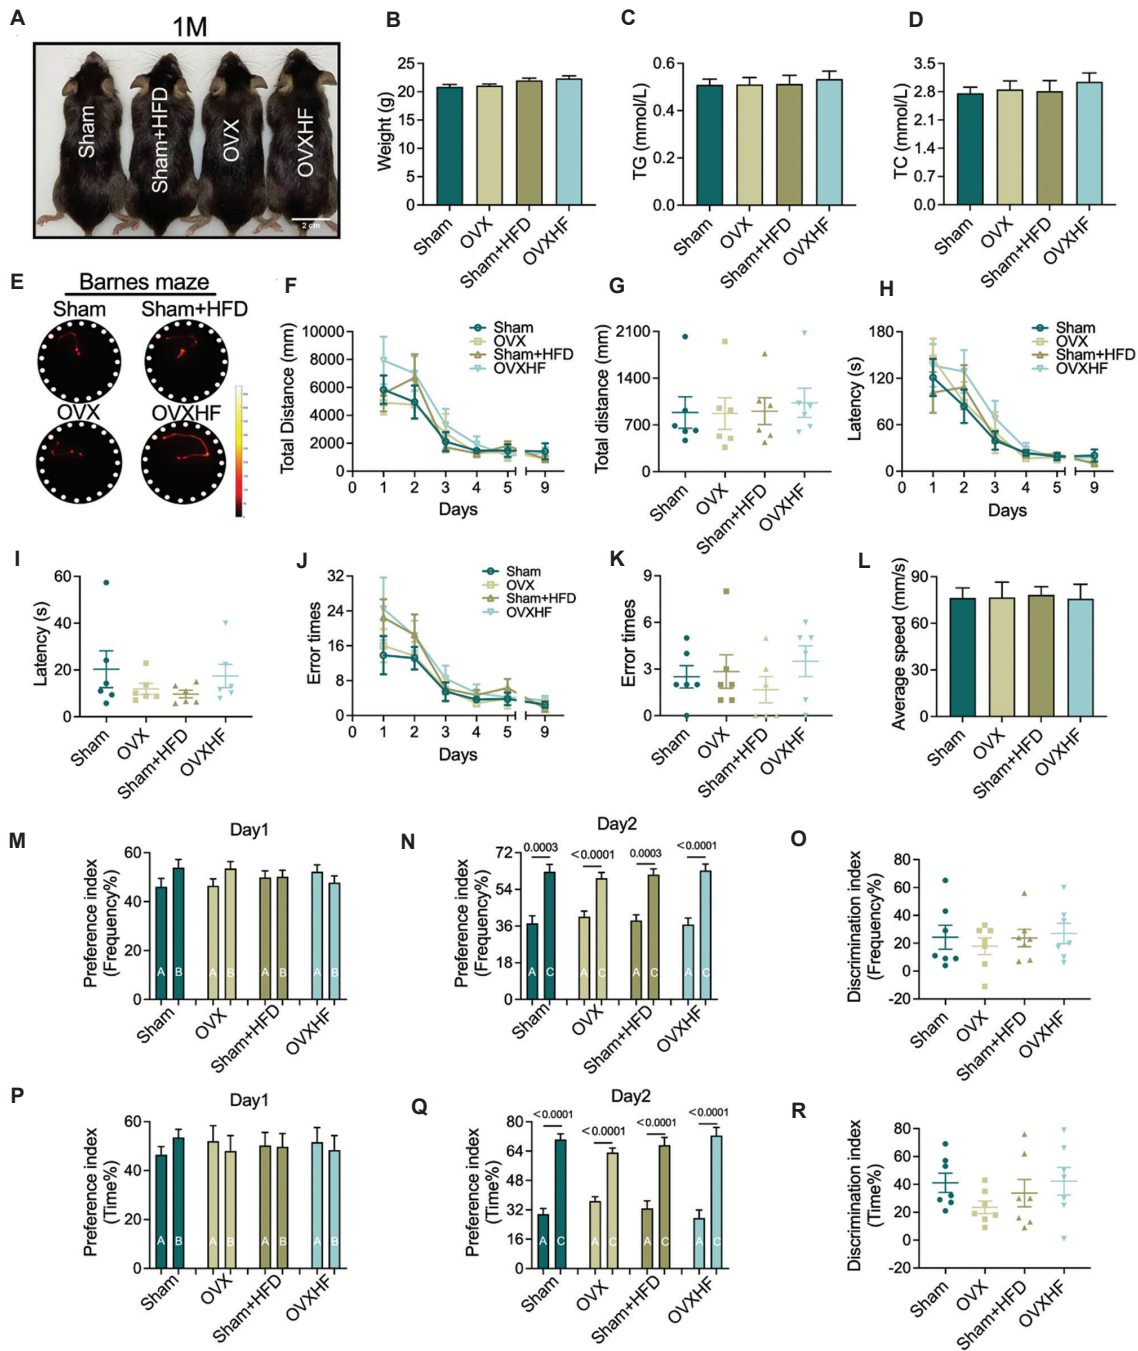 A
1M
Sham
Sham+HFD
OVX
OVXHF
2 cm
B
Weight (g)
25
20
15
10
5
0
Sham
OVX
Sham+HFD
OVXHF
C
TG (mmol/L)
0.6
0.4
0.2
0.0
Sham
OVX
Sham+HFD
OVXHF
D
TC (mmol/L)
3.5
2.8
2.1
1.4
0.7
0.0
Sham
OVX
Sham+HFD
OVXHF
E
Barnes maze
Sham
Sham+HFD
OVX
OVXHF
F
Total Distance (mm)
10000
8000
6000
4000
2000
0
Sham
OVX
Sham+HFD
OVXHF
0 1 2 3 4 5 9
Days
G
Total distance (mm)
2100
1400
700
0
Sham
OVX
Sham+HFD
OVXHF
H
Latency (s)
180
120
60
0
Sham
OVX
Sham+HFD
OVXHF
0 1 2 3 4 5 9
Days
I
Latency (s)
60
40
20
0
Sham
OVX
Sham+HFD
OVXHF
J
Error times
32
24
16
8
0
Sham
OVX
Sham+HFD
OVXHF
0 1 2 3 4 5 9
Days
K
Error times
9
6
3
0
Sham
OVX
Sham+HFD
OVXHF
L
Average speed (mm/s)
90
60
30
0
Sham
OVX
Sham+HFD
OVXHF
M
Day1
Preference index
(Frequency%)
60
40
20
0
A B A B A B A B
Sham
OVX
Sham+HFD
OVXHF
N
Day2
Preference index
(Frequency%)
72
54
36
18
0
0.0003
<0.0001
0.0003
<0.0001
A C A C A C A C
Sham
OVX
Sham+HFD
OVXHF
O
Discrimination index
(Frequency%)
80
60
40
20
0
-20
Sham
OVX
Sham+HFD
OVXHF
P
Day1
Preference index
(Time%)
60
40
20
0
A B A B A B A B
Sham
OVX
Sham+HFD
OVXHF
Q
Day2
Preference index
(Time%)
80
64
48
32
16
0
<0.0001
<0.0001
<0.0001
<0.0001
A C A C A C A C
Sham
OVX
Sham+HFD
OVXHF
R
Discrimination index
(Time%)
80
60
40
20
0
-20
Sham
OVX
Sham+HFD
OVXHF